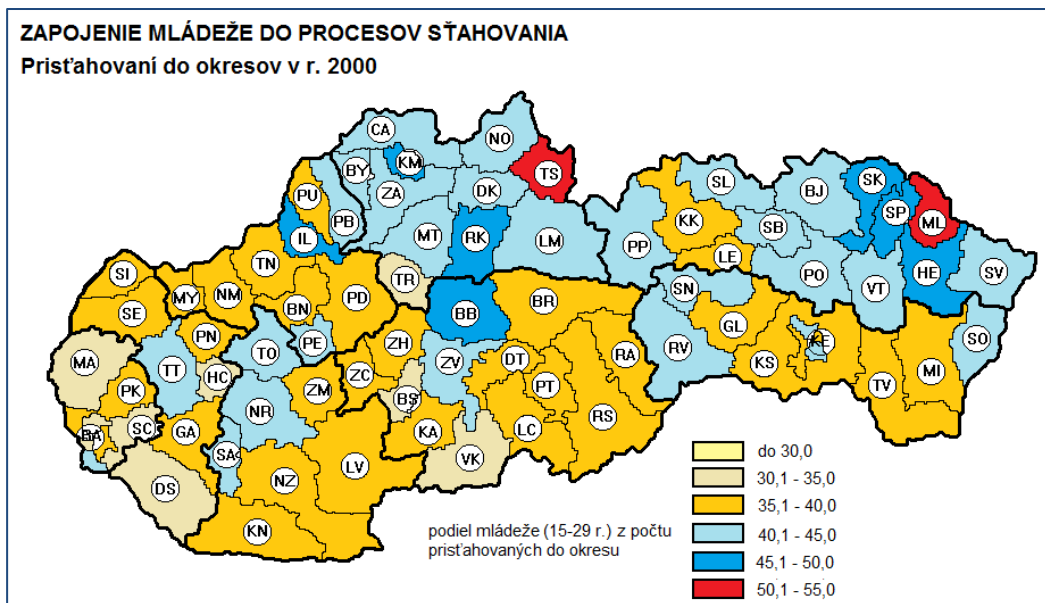 ZAPOJENIE MLÁDEŽE DO PROCESOV SŤAHOVANIA
Prisťahovaní do okresov v r. 2000
CA
NO
KM
BY
TS
ZA
DK
SL
BJ
SK
PU
SP
PB
KK
ML
IL
MT
RK
LM
SB
PP
TN
LE
HE
SV
SI
TR
PO
VT
MY
NM
PD
SN
SE
BN
BB
BR
PN
TO
PE
ZH
GL
KE
SO
MA
TT
ZV
DT
RA
RV
HC
ZC
KS
MI
PK
ZM
BS
PT
TV
NR
SC
GA
KA
LC
RS
BA
SA
LV
VK
DS
NZ
KN
do 30,0
30,1 - 35,0
35,1 - 40,0
40,1 - 45,0
45,1 - 50,0
50,1 - 55,0
podiel mládeže (15-29 r.) z počtu
prisťahovaných do okresu